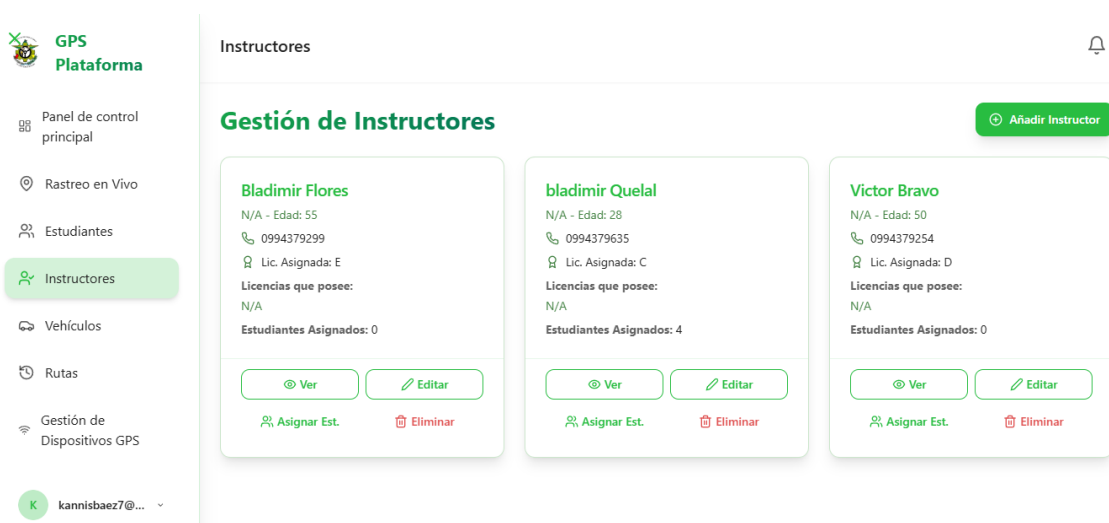 GPS
Plataforma
Panel de control
principal
Rastreo en Vivo
Estudiantes
Instructores
Vehículos
Rutas
Gestión de
Dispositivos GPS
K
kannisbaez7@...
Instructores
Gestión de Instructores
Añadir Instructor
Bladimir Flores
N/A - Edad: 55
0994379299
Lic. Asignada: E
Licencias que posee:
N/A
Estudiantes Asignados: 0
Ver
Editar
Asignar Est.
Eliminar
bladimir Quelal
N/A - Edad: 28
0994379635
Lic. Asignada: C
Licencias que posee:
N/A
Estudiantes Asignados: 4
Ver
Editar
Asignar Est.
Eliminar
Victor Bravo
N/A - Edad: 50
0994379254
Lic. Asignada: D
Licencias que posee:
N/A
Estudiantes Asignados: 0
Ver
Editar
Asignar Est.
Eliminar